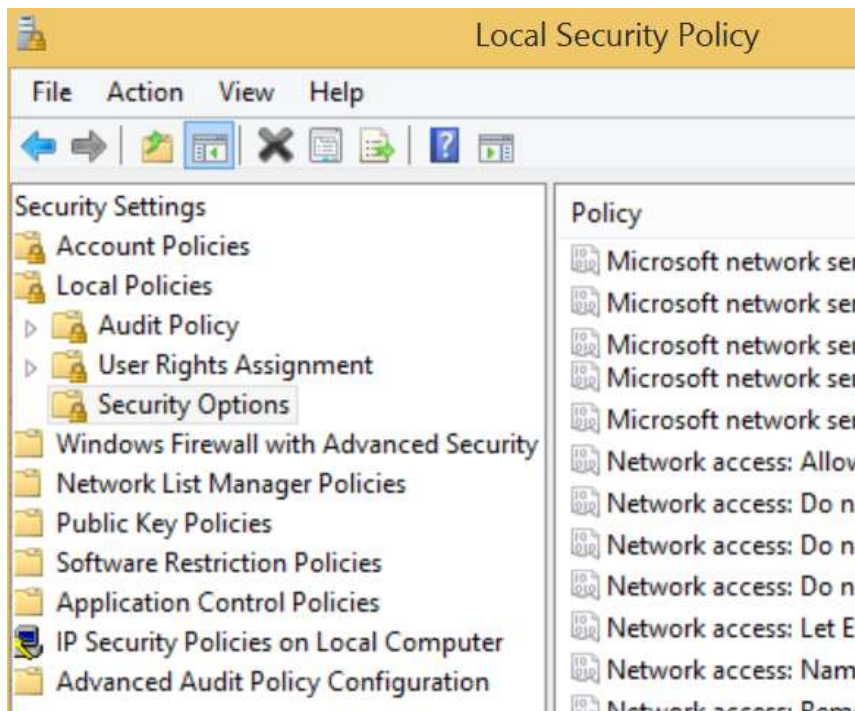 Local Security Policy
File Action View Help
Security Settings
Account Policies
Local Policies
Audit Policy
User Rights Assignment
Security Options
Windows Firewall with Advanced Security
Network List Manager Policies
Public Key Policies
Software Restriction Policies
Application Control Policies
IP Security Policies on Local Computer
Advanced Audit Policy Configuration
Policy
Microsoft network ser
Microsoft network ser
Microsoft network ser
Microsoft network ser
Microsoft network ser
Network access: Allow
Network access: Do n
Network access: Do n
Network access: Do n
Network access: Let E
Network access: Nam
Network access: Rem